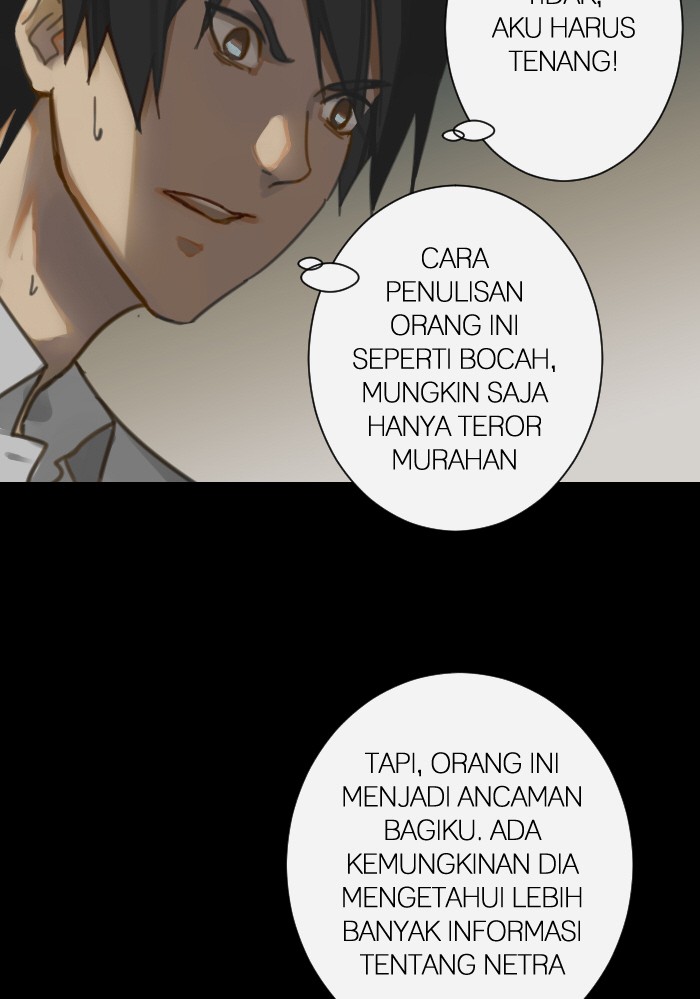 TIDAK,
AKU HARUS
TENANG!
CARA
PENULISAN
ORANG INI
SEPERTI BOCAH,
MUNGKIN SAJA
HANYA TEROR
MURAHAN
TAPI, ORANG INI
MENJADI ANCAMAN
BAGIKU. ADA
KEMUNGKINAN DIA
MENGETAHUI LEBIH
BANYAK INFORMASI
TENTANG NETRA